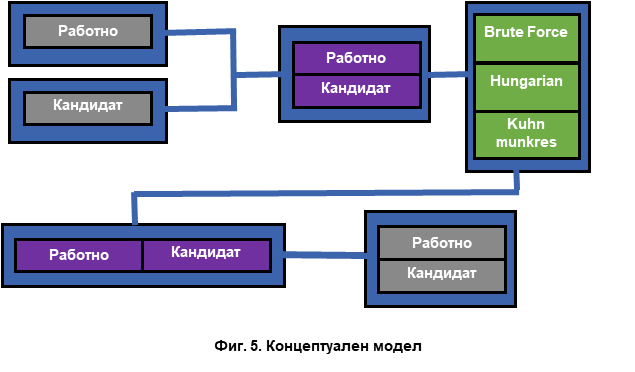 Работно
Кандидат
Работно
Кандидат
Brute Force
Hungarian
Kuhn
munkres
Работно
Кандидат
Работно
Кандидат
Фиг. 5. Концептуален модел